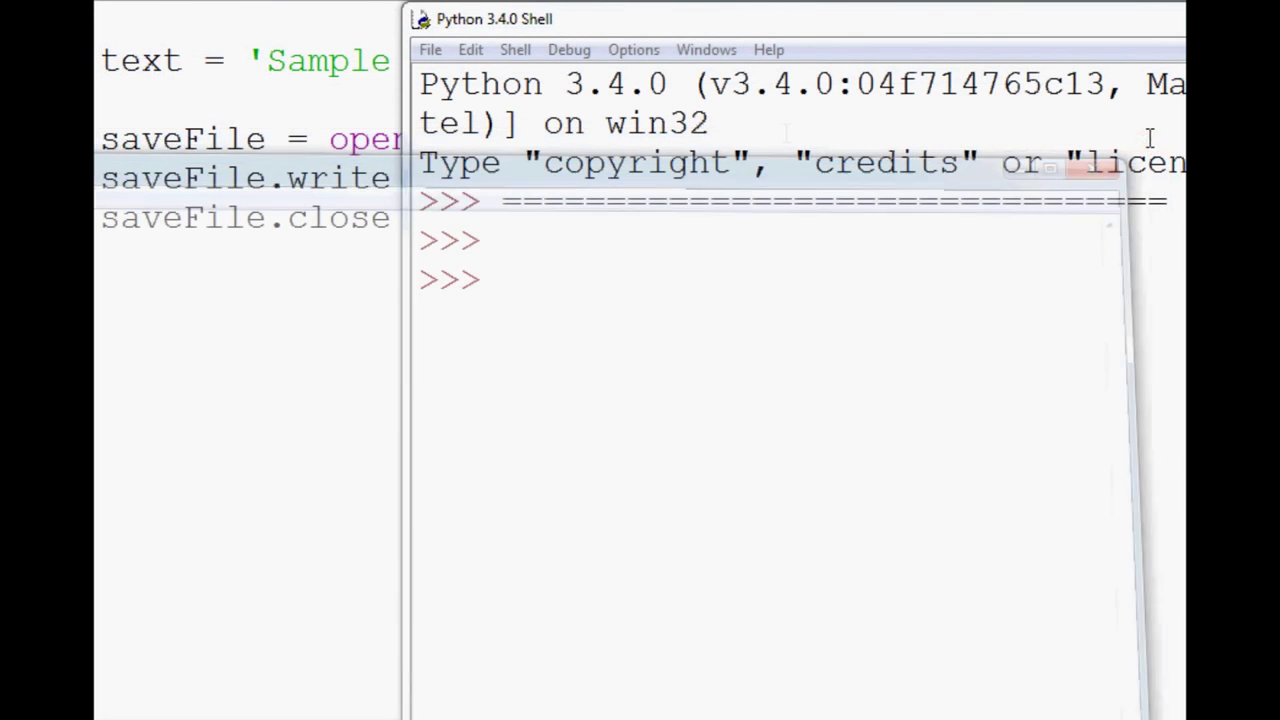 Python 3.4.0 Shell
File Edit Shell Debug Options Windows Help
text = 'Sample
saveFile = open
saveFile.write
saveFile.close
Python 3.4.0 (v3.4.0:04f714765c13, Ma
tel)] on win32
Type "copyright", "credits" or "licen
>>> ================================
>>>
>>>